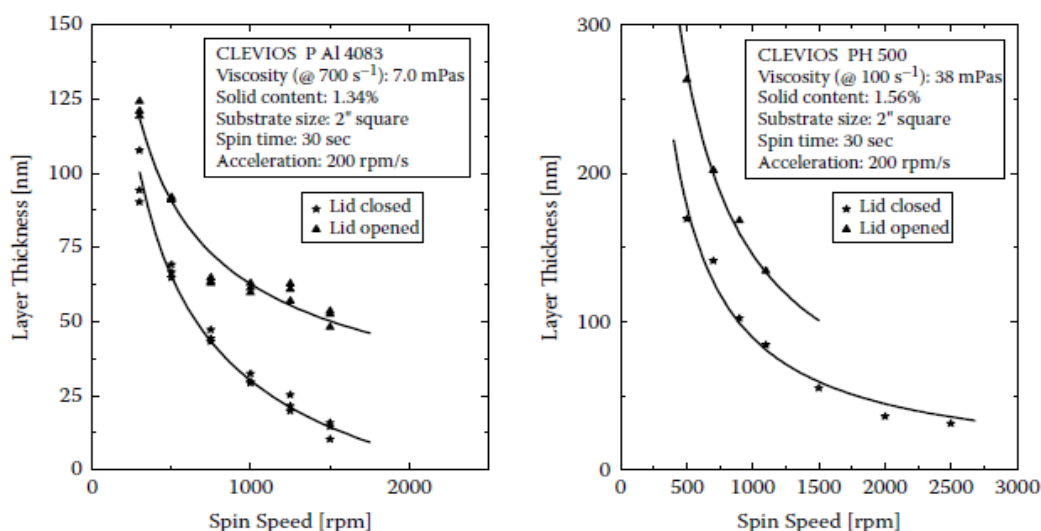 150
125
100
75
50
25
0
Layer Thickness [nm]
CLEVIOS P Al 4083
Viscosity (@ 700 s⁻¹): 7.0 mPas
Solid content: 1.34%
Substrate size: 2" square
Spin time: 30 sec
Acceleration: 200 rpm/s
Lid closed
Lid opened
0 1000 2000
Spin Speed [rpm]
300
200
100
0
Layer Thickness [nm]
CLEVIOS PH 500
Viscosity (@ 100 s⁻¹): 38 mPas
Solid content: 1.56%
Substrate size: 2" square
Spin time: 30 sec
Acceleration: 200 rpm/s
Lid closed
Lid opened
0 500 1000 1500 2000 2500 3000
Spin Speed [rpm]